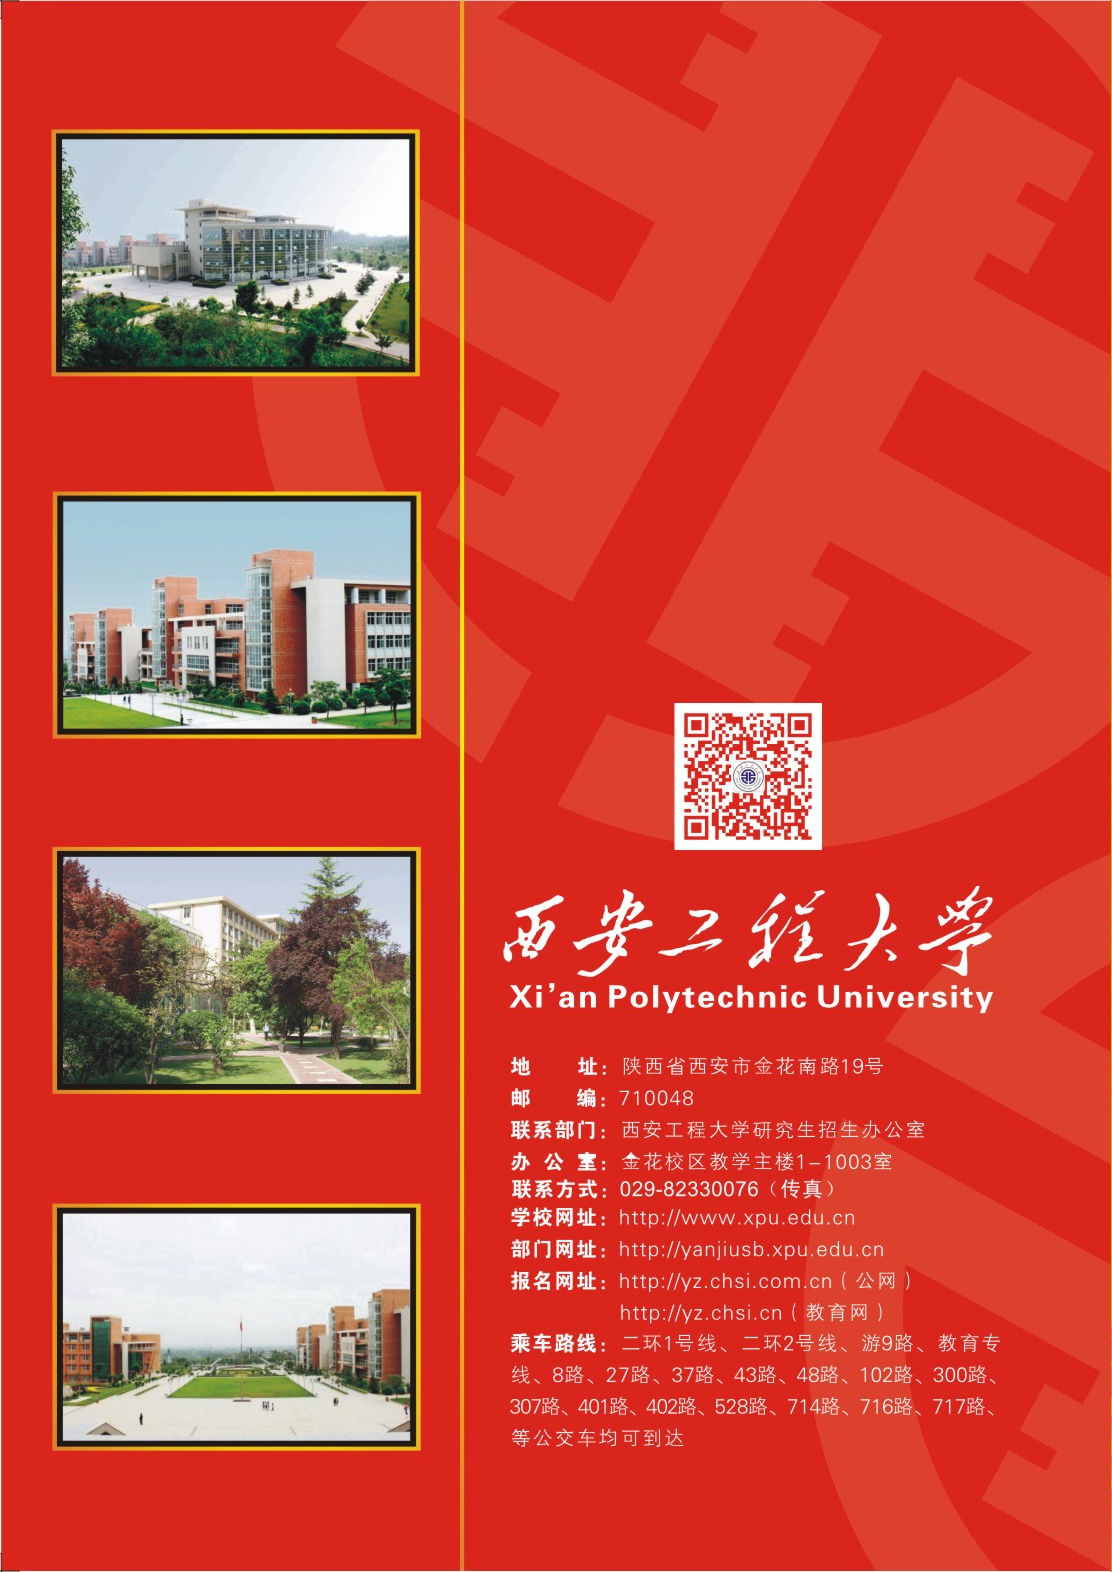 西安工程大学
Xi'an Polytechnic University
地 址：陕西省西安市金花南路19号
邮 编：710048
联系部门：西安工程大学研究生招生办公室
办 公 室：金花校区教学主楼1-1003室
联系方式：029-82330076（传真）
学校网址：http://www.xpu.edu.cn
部门网址：http://yanjiusb.xpu.edu.cn
报名网址：http://yz.chsi.com.cn（公网）
http://yz.chsi.cn（教育网）
乘车路线：二环1号线、二环2号线、游9路、教育专
线、8路、27路、37路、43路、48路、102路、300路、
307路、401路、402路、528路、714路、716路、717路、
等公交车均可到达